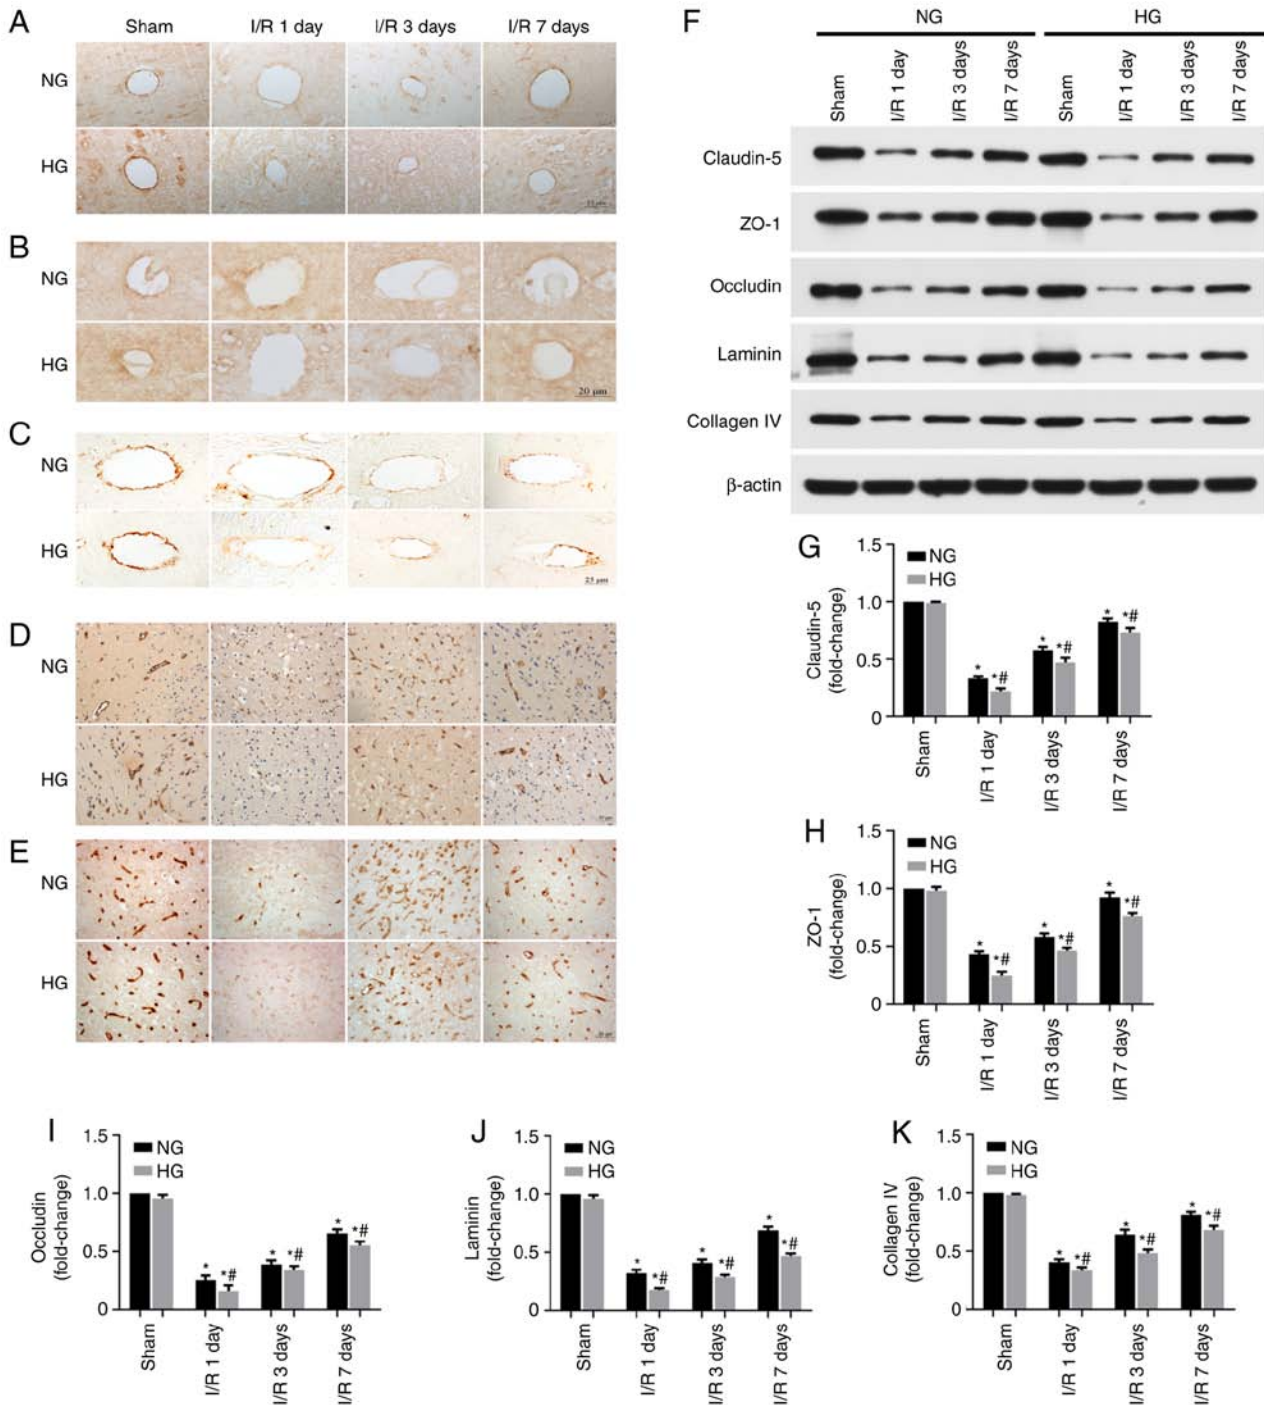 A
Sham
I/R 1 day
I/R 3 days
I/R 7 days
NG
HG
B
NG
HG
20 μm
C
NG
HG
25 μm
D
NG
HG
E
NG
HG
F
NG
HG
Sham
I/R 1 day
I/R 3 days
I/R 7 days
Sham
I/R 1 day
I/R 3 days
I/R 7 days
Claudin-5
ZO-1
Occludin
Laminin
Collagen IV
β-actin
G
Claudin-5
(fold-change)
1.5
1.0
0.5
0
NG
HG
*
*#
*
*#
*
*#
Sham
I/R 1 day
I/R 3 days
I/R 7 days
H
ZO-1
(fold-change)
1.5
1.0
0.5
0
NG
HG
*
*#
*
*#
*
*#
Sham
I/R 1 day
I/R 3 days
I/R 7 days
I
Occludin
(fold-change)
1.5
1.0
0.5
0
NG
HG
*
*#
*
*#
*
*#
Sham
I/R 1 day
I/R 3 days
I/R 7 days
J
Laminin
(fold-change)
1.5
1.0
0.5
0
NG
HG
*
*#
*
*#
*
*#
Sham
I/R 1 day
I/R 3 days
I/R 7 days
K
Collagen IV
(fold-change)
1.5
1.0
0.5
0
NG
HG
*
*#
*
*#
*
*#
Sham
I/R 1 day
I/R 3 days
I/R 7 days